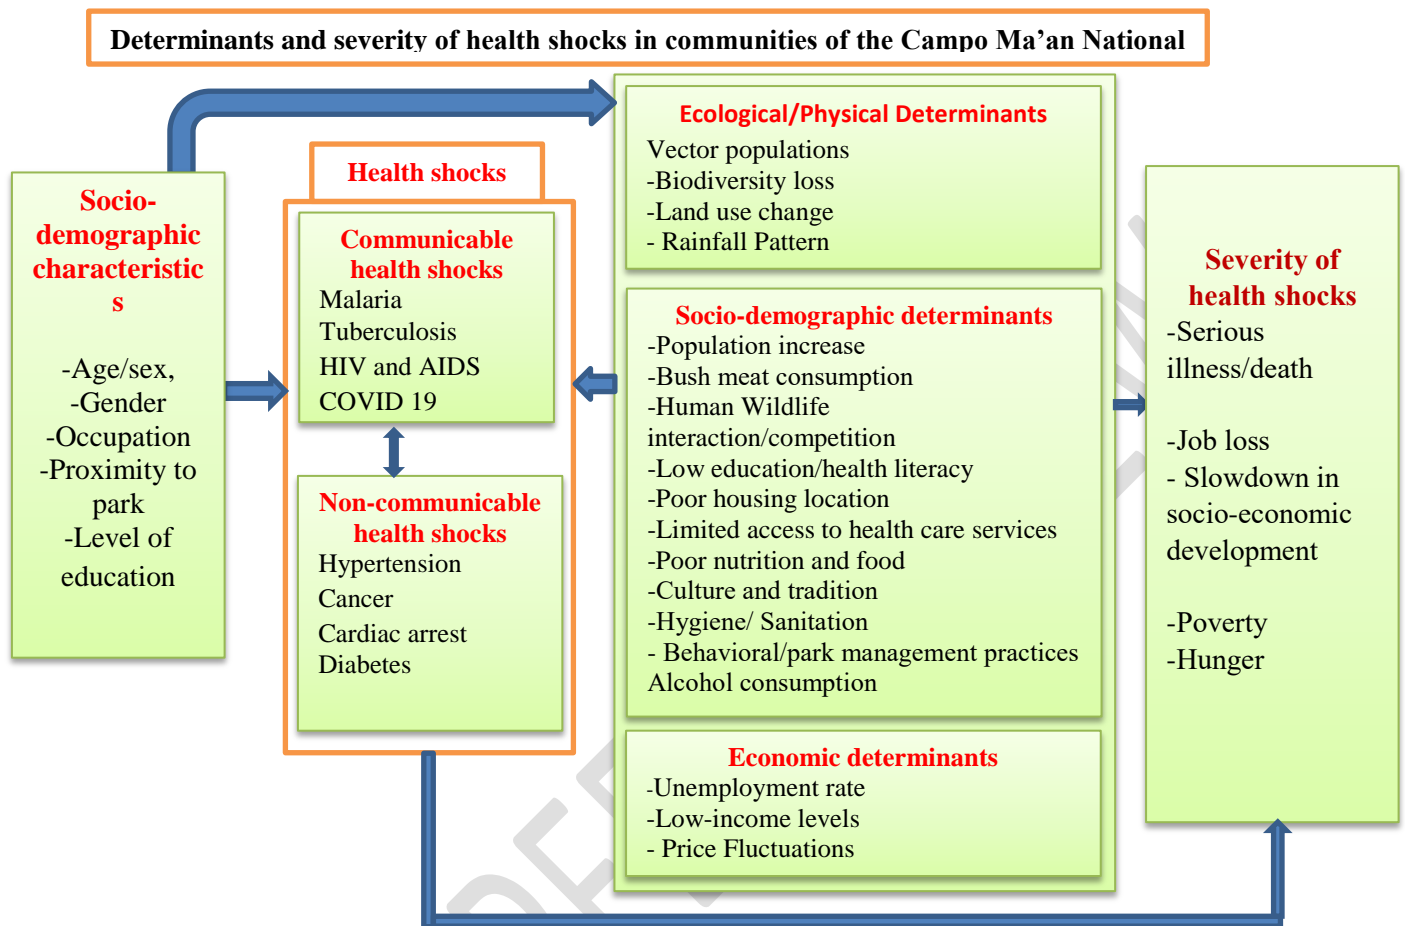 Determinants and severity of health shocks in communities of the Campo Ma’an National
Socio-
demographic
characteristic
s
-Age/sex,
-Gender
-Occupation
-Proximity to
park
-Level of
education
Health shocks
Communicable
health shocks
Malaria
Tuberculosis
HIV and AIDS
COVID 19
Non-communicable
health shocks
Hypertension
Cancer
Cardiac arrest
Diabetes
Ecological/Physical Determinants
Vector populations
-Biodiversity loss
-Land use change
- Rainfall Pattern
Socio-demographic determinants
-Population increase
-Bush meat consumption
-Human Wildlife
interaction/competition
-Low education/health literacy
-Poor housing location
-Limited access to health care services
-Poor nutrition and food
-Culture and tradition
-Hygiene/ Sanitation
- Behavioral/park management practices
Alcohol consumption
Economic determinants
-Unemployment rate
-Low-income levels
- Price Fluctuations
Severity of
health shocks
-Serious
illness/death
-Job loss
- Slowdown in
socio-economic
development
-Poverty
-Hunger